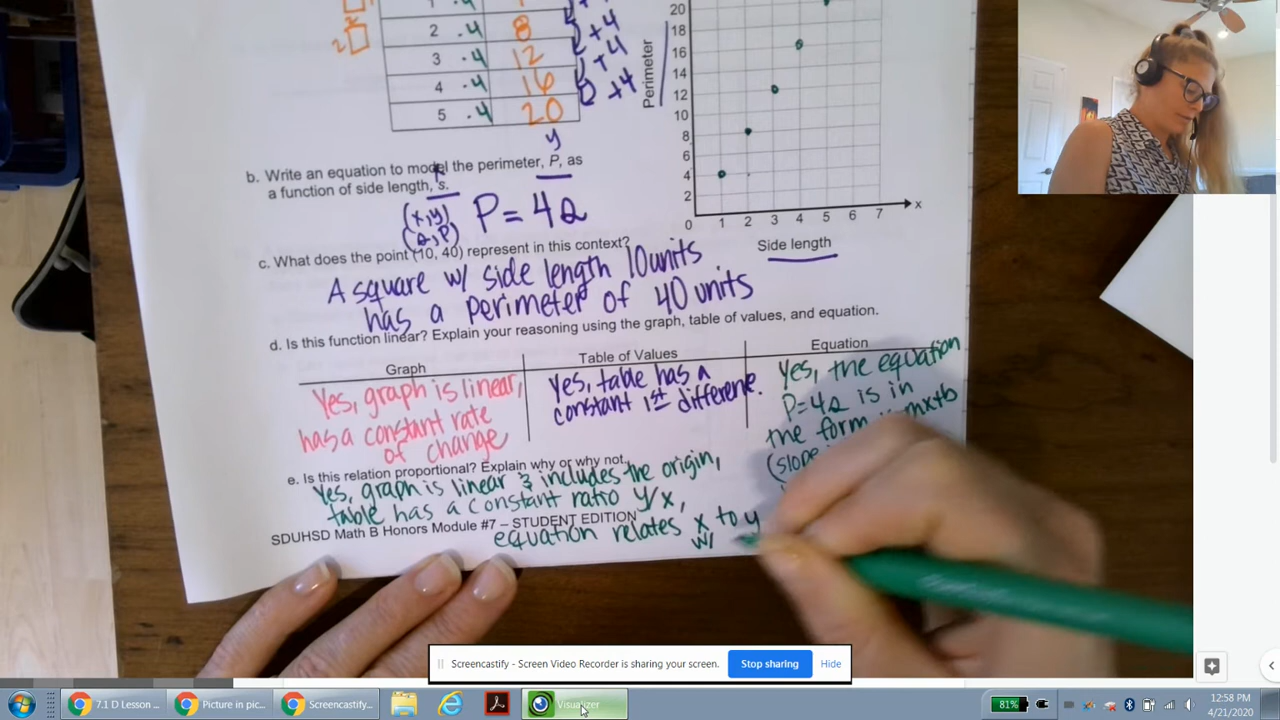 20
18
16
14
12
10
8
6
4
2
0 1 2 3 4 5 6 7 x
Perimeter
Side length
2
2 · 4 8 +4
3 · 4 12 +4
4 · 4 16 +4
5 · 4 20
y
b. Write an equation to model the perimeter, P, as
a function of side length, s.
(x,y)
(s,P) P = 4s
c. What does the point (10, 40) represent in this context?
A square w/ side length 10 units
has a perimeter of 40 units
d. Is this function linear? Explain your reasoning using the graph, table of values, and equation.
Graph Table of Values Equation
Yes, graph is linear,
has a constant rate
of change
Yes, table has a
constant 1st difference.
Yes, the equation
P=4s is in
the form mx+b
(slope
e. Is this relation proportional? Explain why or why not.
Yes, graph is linear & includes the origin,
table has a constant ratio y/x,
SDUHSD Math B Honors Module #7 – STUDENT EDITION
equation relates x to y
w/
Screencastify - Screen Video Recorder is sharing your screen. Stop sharing Hide
7.1 D Lesson ... Picture in pic... Screencastify... Visualizer
81% 12:58 PM
4/21/2020